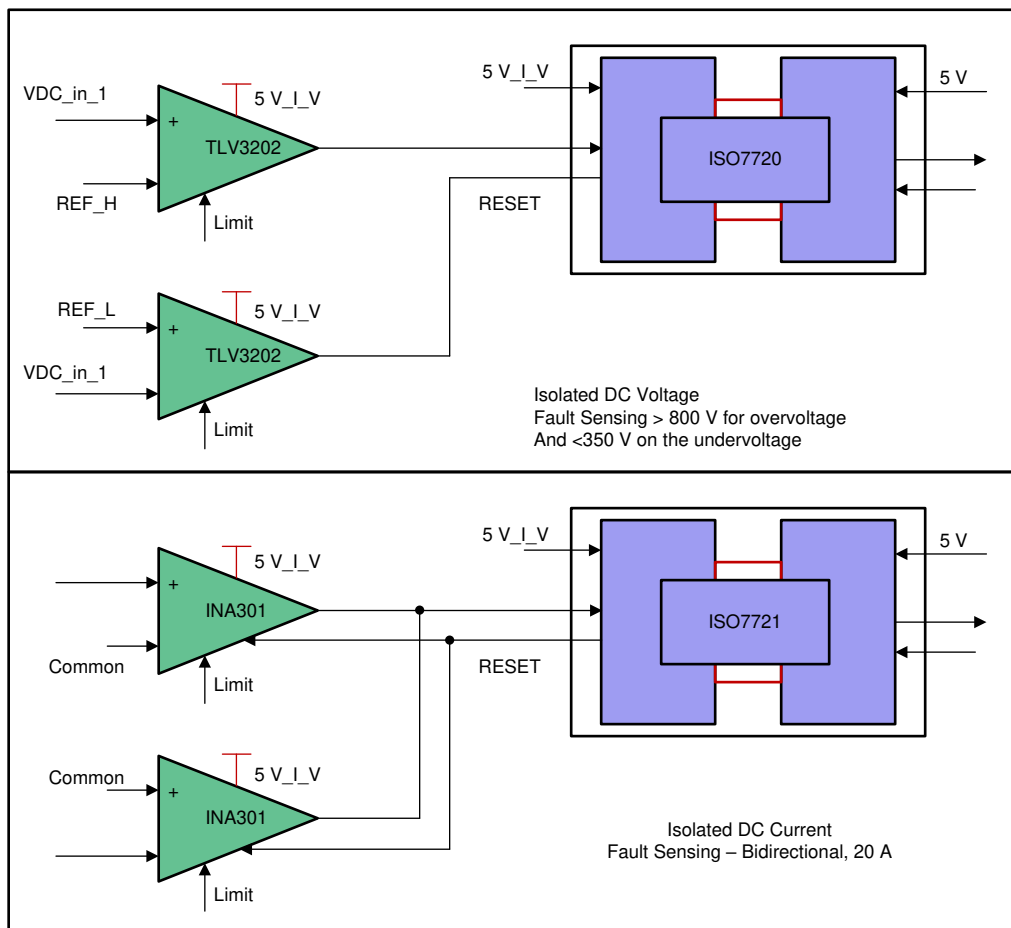 VDC_in_1
+
5 V_I_V
TLV3202
REF_H
Limit
5 V_I_V
5 V
ISO7720
RESET
REF_L
+
5 V_I_V
TLV3202
VDC_in_1
Limit
Isolated DC Voltage
Fault Sensing > 800 V for overvoltage
And <350 V on the undervoltage
+
5 V_I_V
INA301
Common
Limit
5 V_I_V
5 V
ISO7721
RESET
Common
+
5 V_I_V
INA301
Limit
Isolated DC Current
Fault Sensing – Bidirectional, 20 A